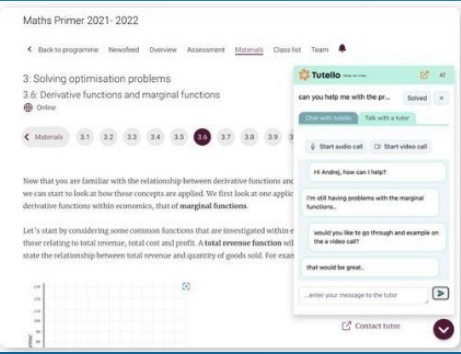 Maths Primer 2021- 2022
Back to programme Newsfeed Overview Assessment Materials Class list Team
3: Solving optimisation problems
3.6: Derivative functions and marginal functions
Online
Materials 3.1 3.2 3.3 3.4 3.5 3.6 3.7 3.8 3.9 3
Now that you are familiar with the relationship between derivative functions and
we can start to look at how these concepts are applied. We first look at one applic
derivative functions within economics, that of marginal functions.
Let's start by considering some common functions that are investigated within e
those relating to total revenue, total cost and profit. A total revenue function wil
state the relationship between total revenue and quantity of goods sold. For exam
Tutello
can you help me with the pr...
Solved
Chat with tutello
Talk with a tutor
Start audio call
Start video call
Hi Andrej, how can I help?
I'm still having problems with the marginal
functions..
would you like to go through and example on
the a video call?
that would be great..
...enter your message to the tutor
Contact tutor